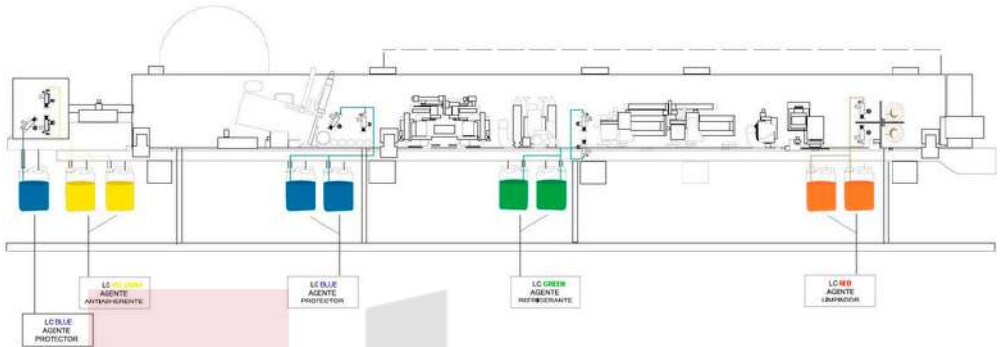 LC YELLOW
AGENTE
ANTIADHERENTE
LC BLUE
AGENTE
PROTECTOR
LC BLUE
AGENTE
PROTECTOR
LC GREEN
AGENTE
REFRIGERANTE
LC RED
AGENTE
LIMPIADOR